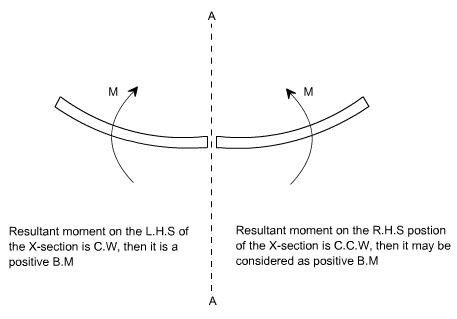 A
M
M
Resultant moment on the L.H.S of
the X-section is C.W, then it is a
positive B.M
Resultant moment on the R.H.S postion
of the X-section is C.C.W, then it may be
considered as positive B.M
A